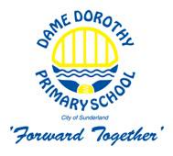 DAME DOROTHY
PRIMARY SCHOOL
City of Sunderland
'Forward Together'